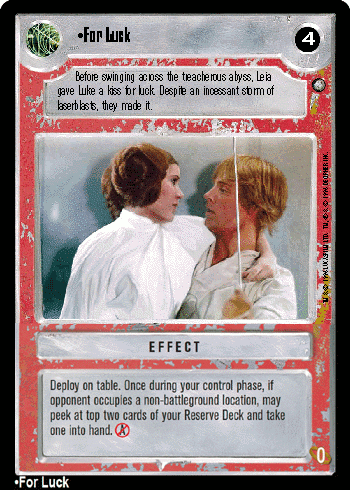 •For Luck
4
Before swinging across the treacherous abyss, Leia
gave Luke a kiss for luck. Despite an incessant storm of
laserblasts, they made it.
EFFECT
Deploy on table. Once during your control phase, if
opponent occupies a non-battleground location, may
peek at top two cards of your Reserve Deck and take
one into hand. A
0
•For Luck